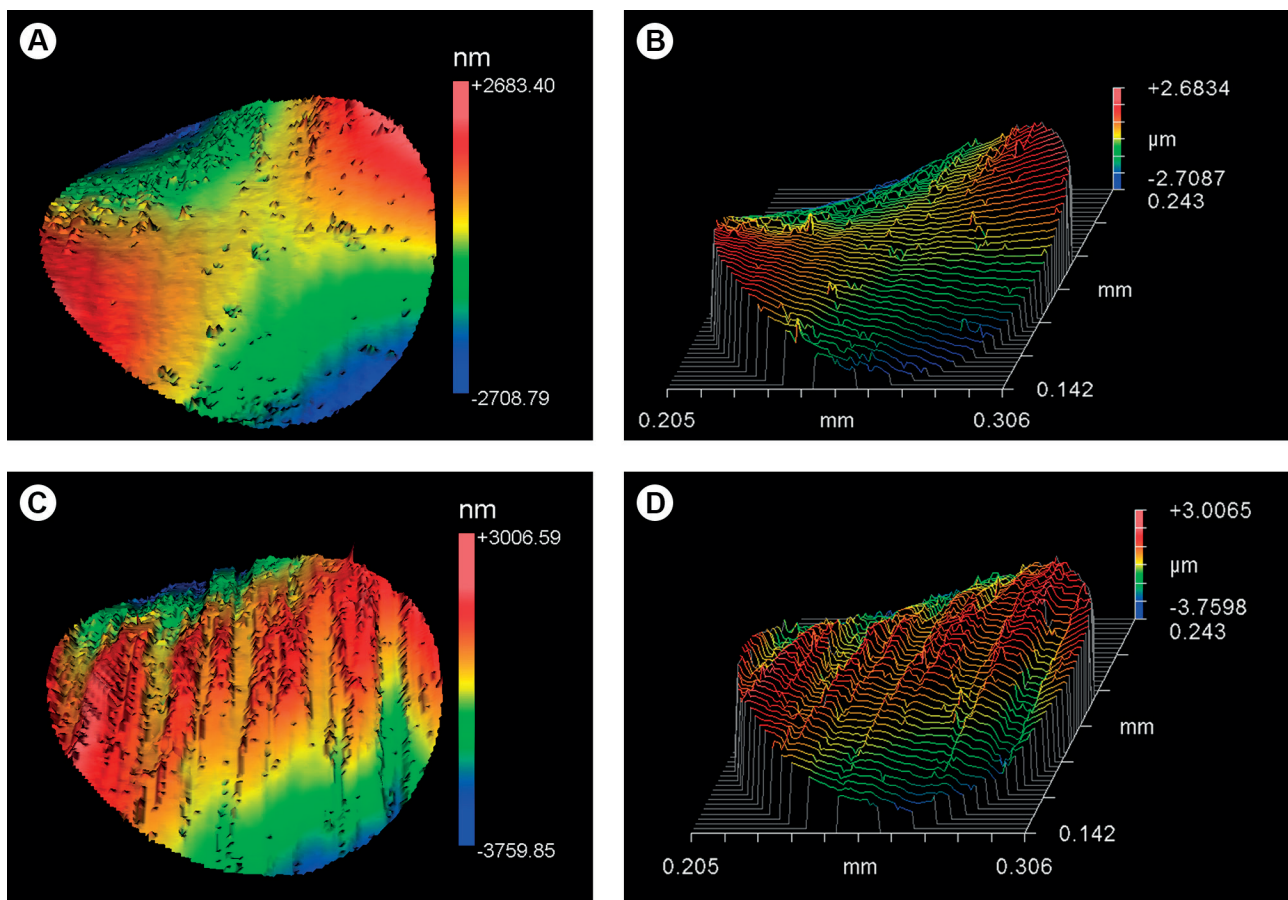 A
nm
+2683.40
-2708.79
B
+2.6834
µm
-2.7087
0.243
mm
0.142
0.205
mm
0.306
C
nm
+3006.59
-3759.85
D
+3.0065
µm
-3.7598
0.243
mm
0.142
0.205
mm
0.306